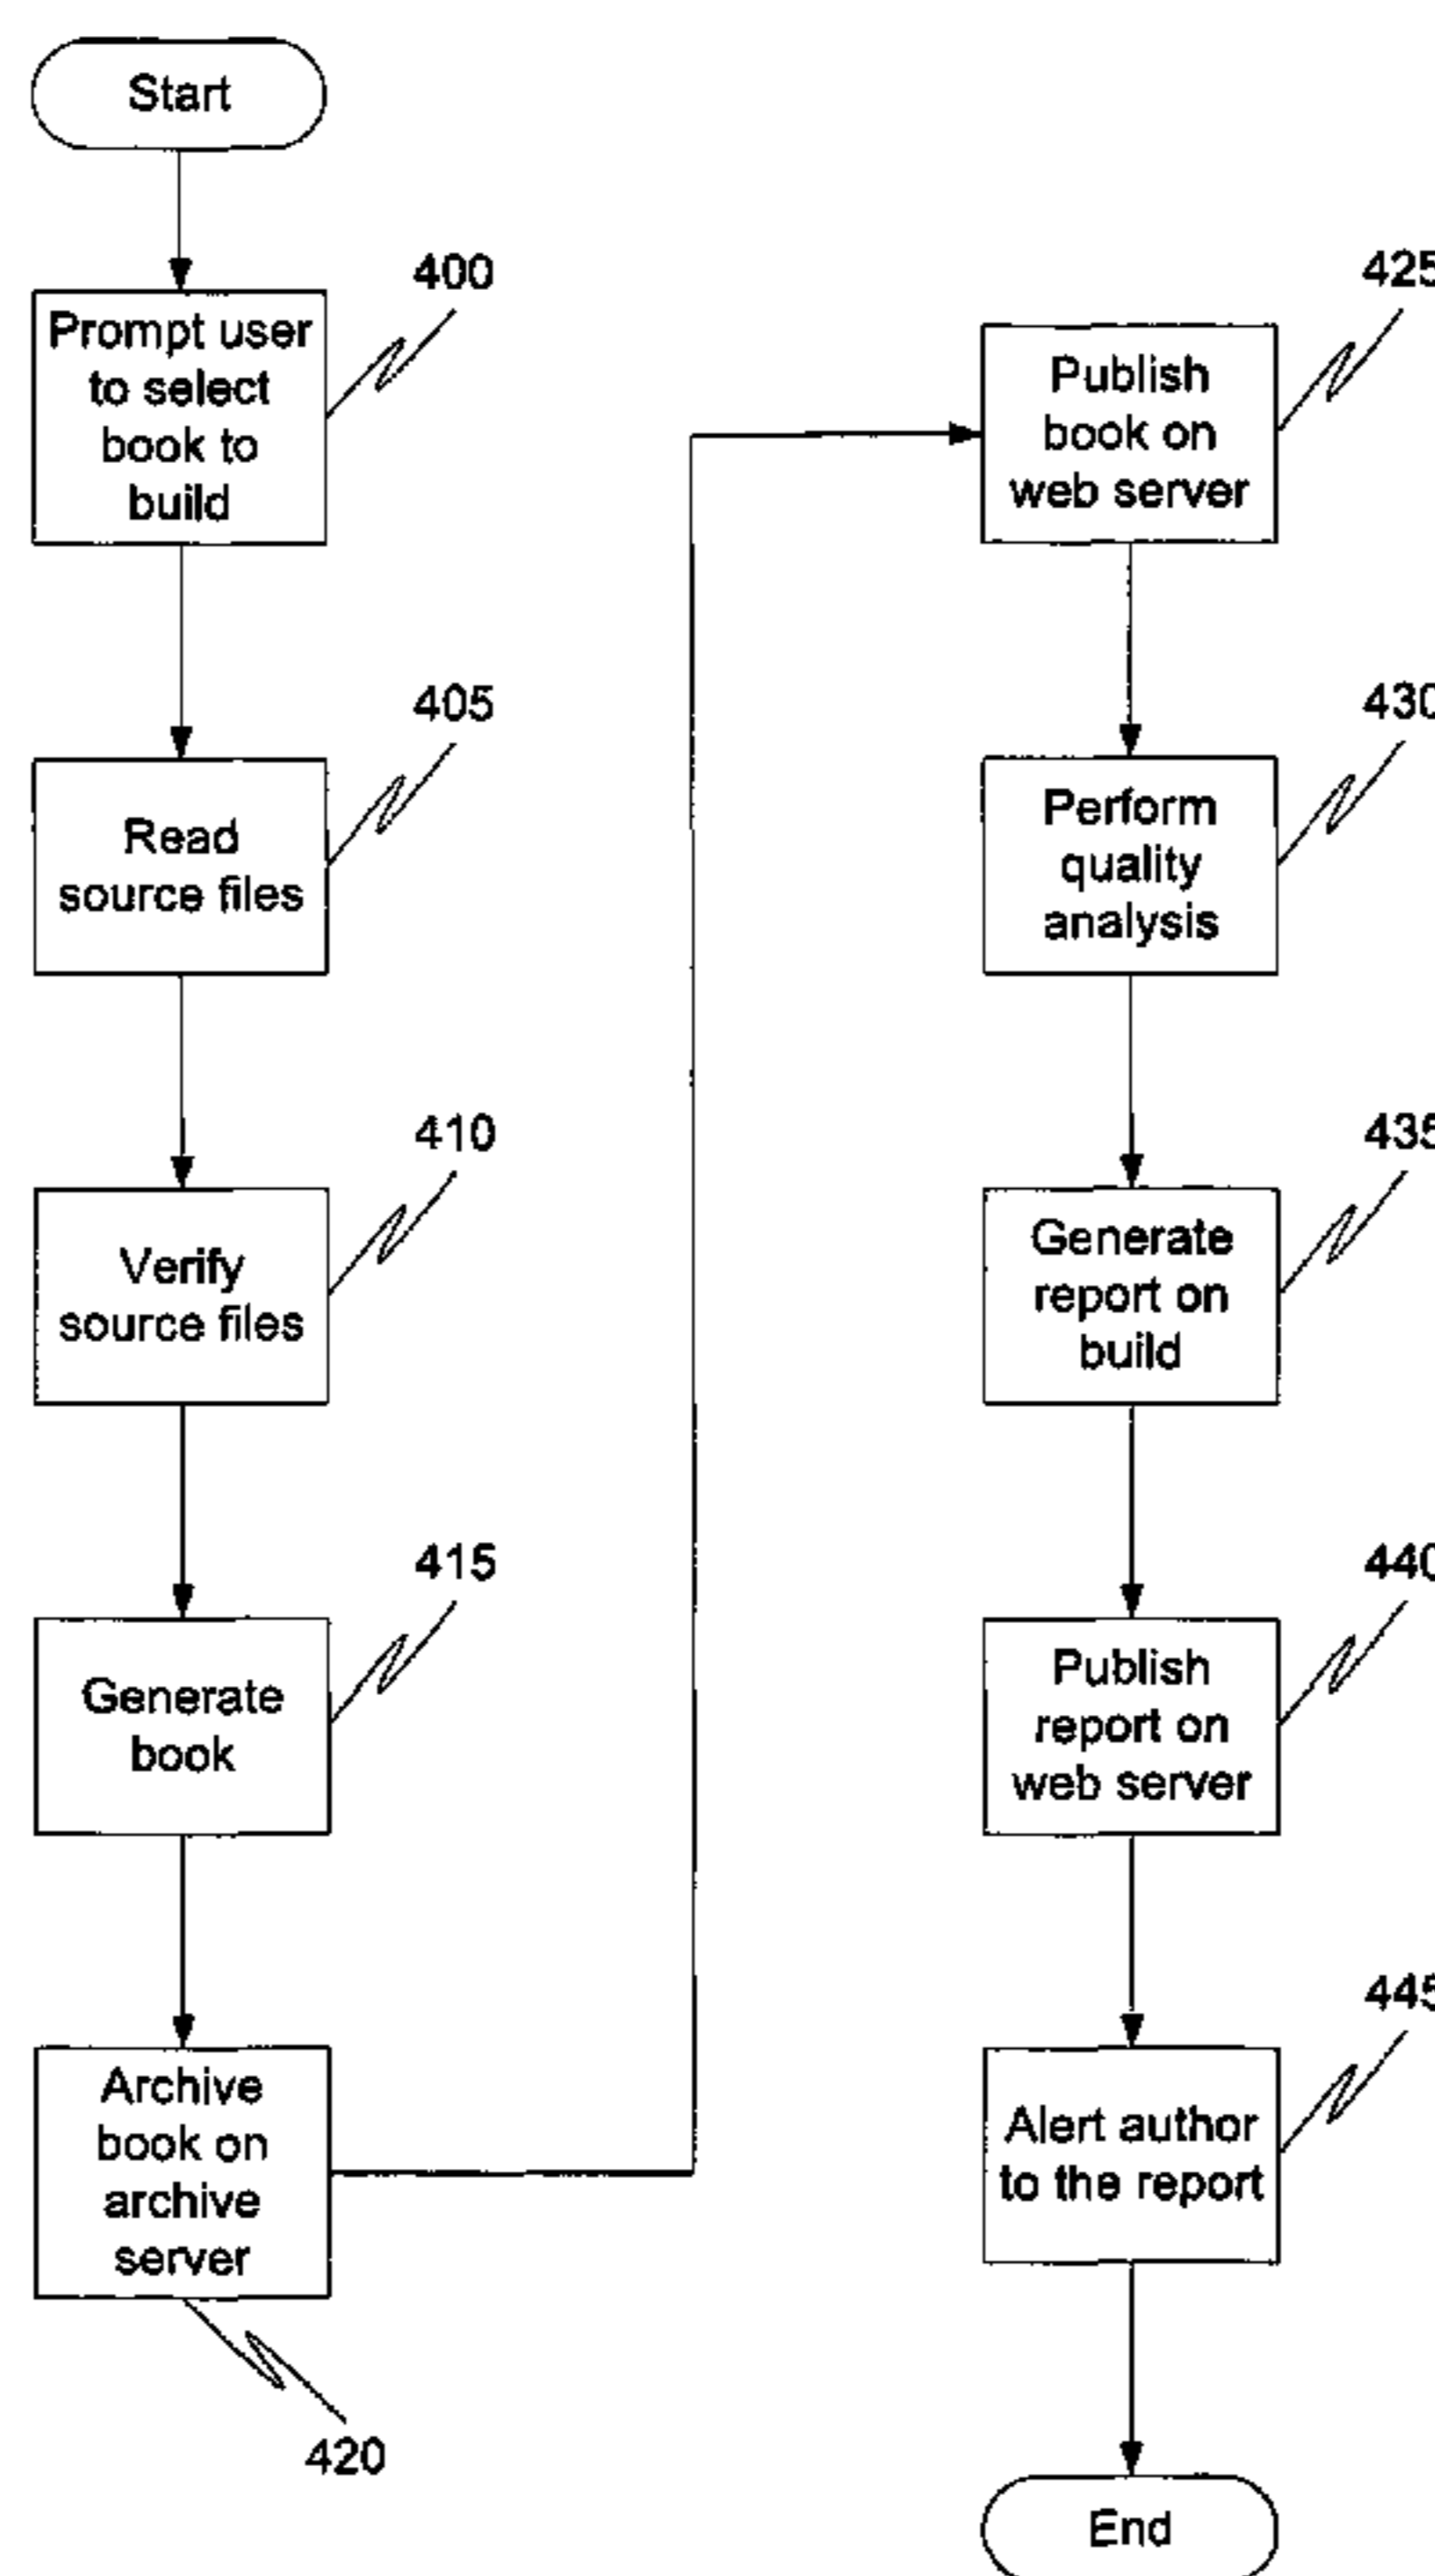 Start
400
Prompt user
to select
book to
build
405
Read
source files
410
Verify
source files
415
Generate
book
Archive
book on
archive
server
420
425
Publish
book on
web server
430
Perform
quality
analysis
435
Generate
report on
build
440
Publish
report on
web server
445
Alert author
to the report
End